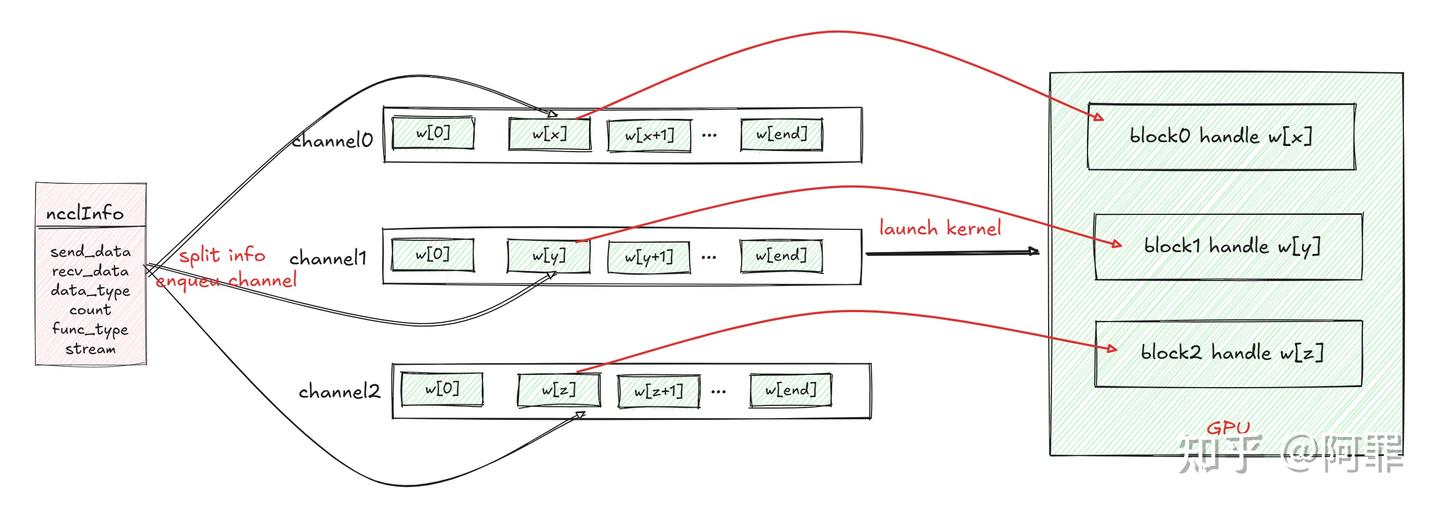 ncclInfo
send_data
recv_data
data_type
count
func_type
stream
split info
enqueu channel
channel0
w[0]
w[x]
w[x+1]
...
w[end]
channel1
w[0]
w[y]
w[y+1]
...
w[end]
channel2
w[0]
w[z]
w[z+1]
...
w[end]
launch kernel
block0 handle w[x]
block1 handle w[y]
block2 handle w[z]
GPU
知乎 @阿罪